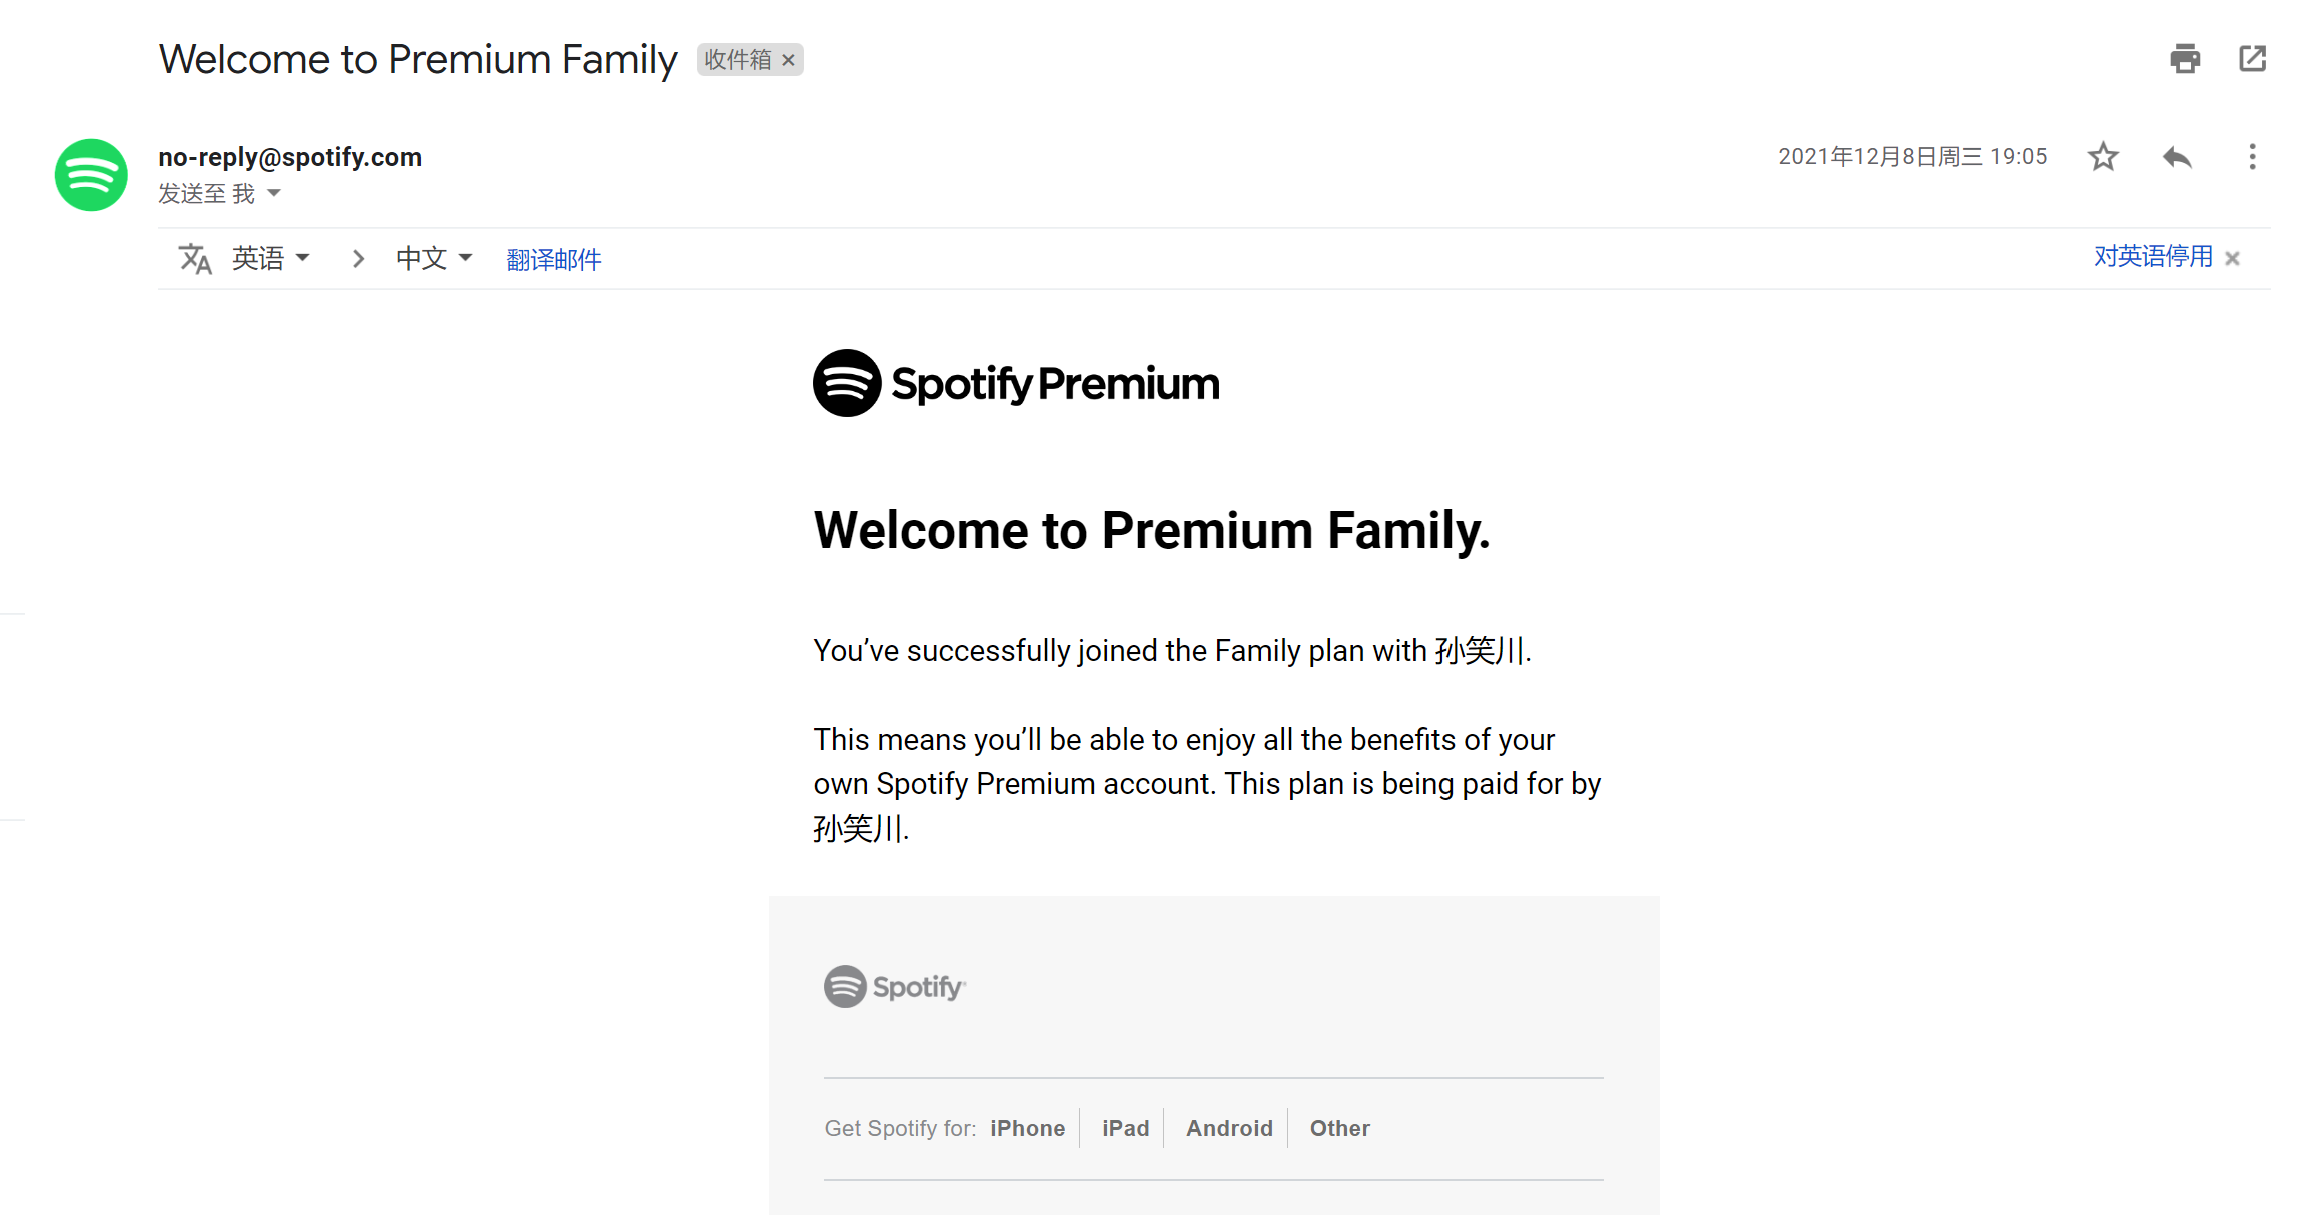 Welcome to Premium Family 收件箱 ×
no-reply@spotify.com 2021年12月8日周三 19:05
发送至 我
英语 > 中文 翻译邮件 对英语停用 ×
Spotify Premium
Welcome to Premium Family.
You’ve successfully joined the Family plan with 孙笑川.
This means you’ll be able to enjoy all the benefits of your
own Spotify Premium account. This plan is being paid for by
孙笑川.
Spotify
Get Spotify for: iPhone | iPad | Android | Other